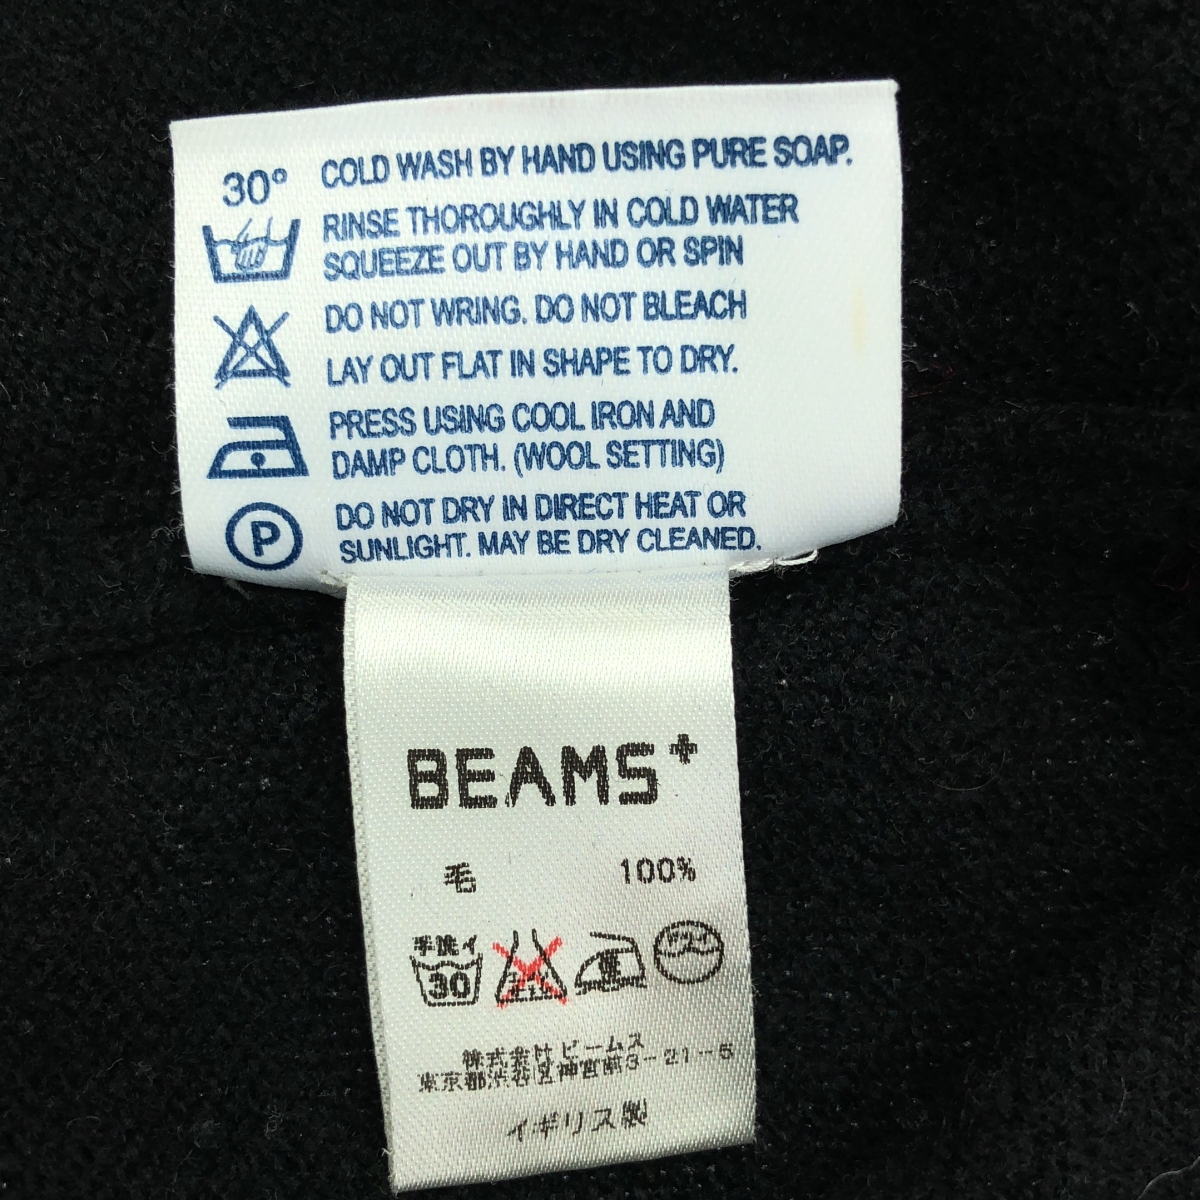 30°
COLD WASH BY HAND USING PURE SOAP.
RINSE THOROUGHLY IN COLD WATER
SQUEEZE OUT BY HAND OR SPIN
DO NOT WRING. DO NOT BLEACH
LAY OUT FLAT IN SHAPE TO DRY.
PRESS USING COOL IRON AND
DAMP CLOTH. (WOOL SETTING)
P
DO NOT DRY IN DIRECT HEAT OR
SUNLIGHT. MAY BE DRY CLEANED.
BEAMS+
毛 100%
手洗イ
30
株式会社 ビームス
東京都渋谷区神宮前3-21-5
イギリス製